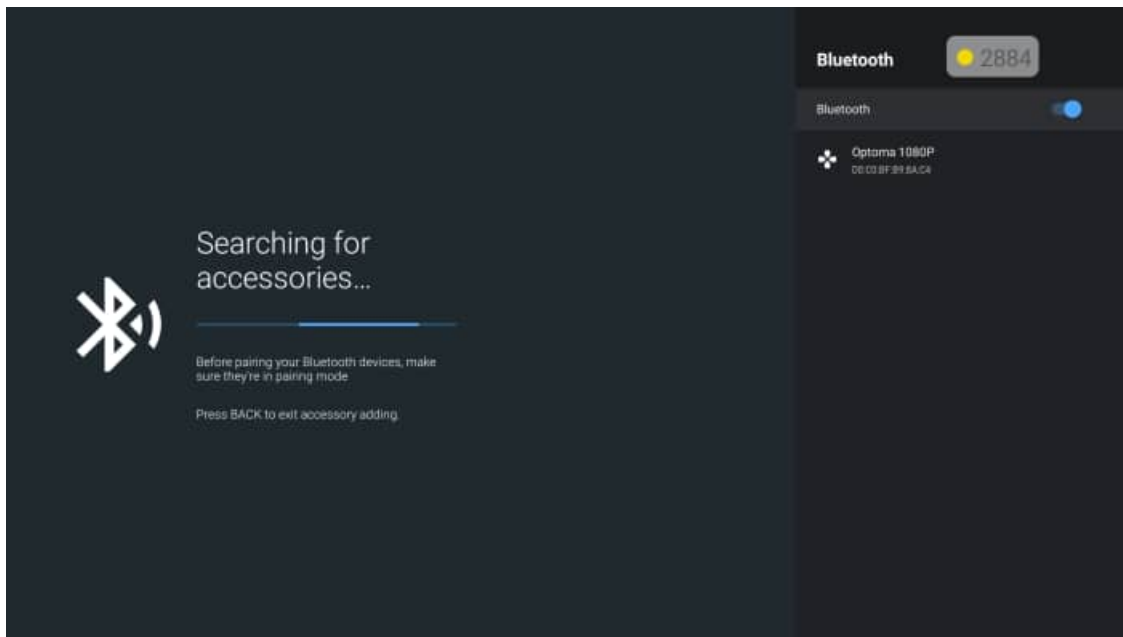 Bluetooth
2884
Bluetooth
Optoma 1080P
Searching for
accessories...
Before pairing your Bluetooth devices, make
sure they're in pairing mode
Press BACK to exit accessory adding.